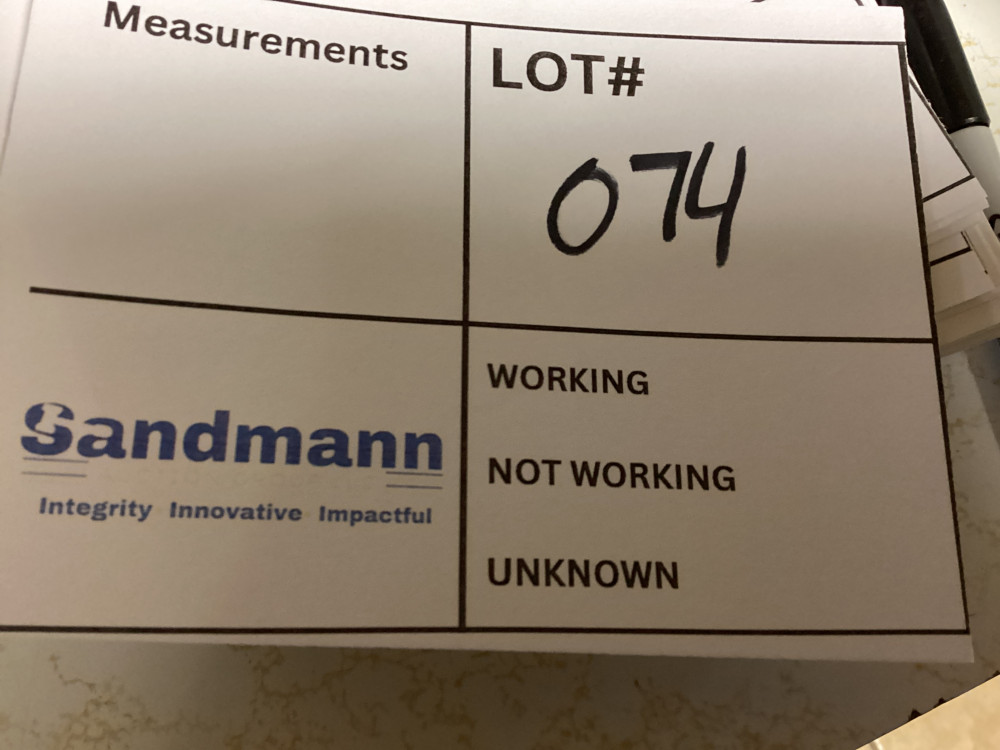 Measurements
LOT#
074
WORKING
NOT WORKING
UNKNOWN
Sandmann
Integrity Innovative Impactful